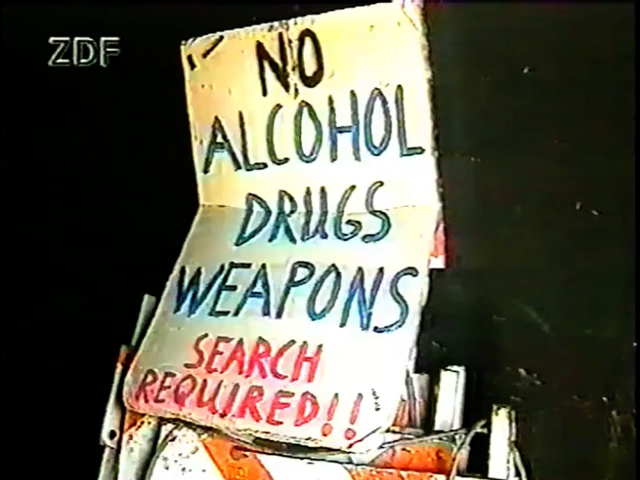 ZDF
NO
ALCOHOL
DRUGS
WEAPONS
SEARCH
REQUIRED!!